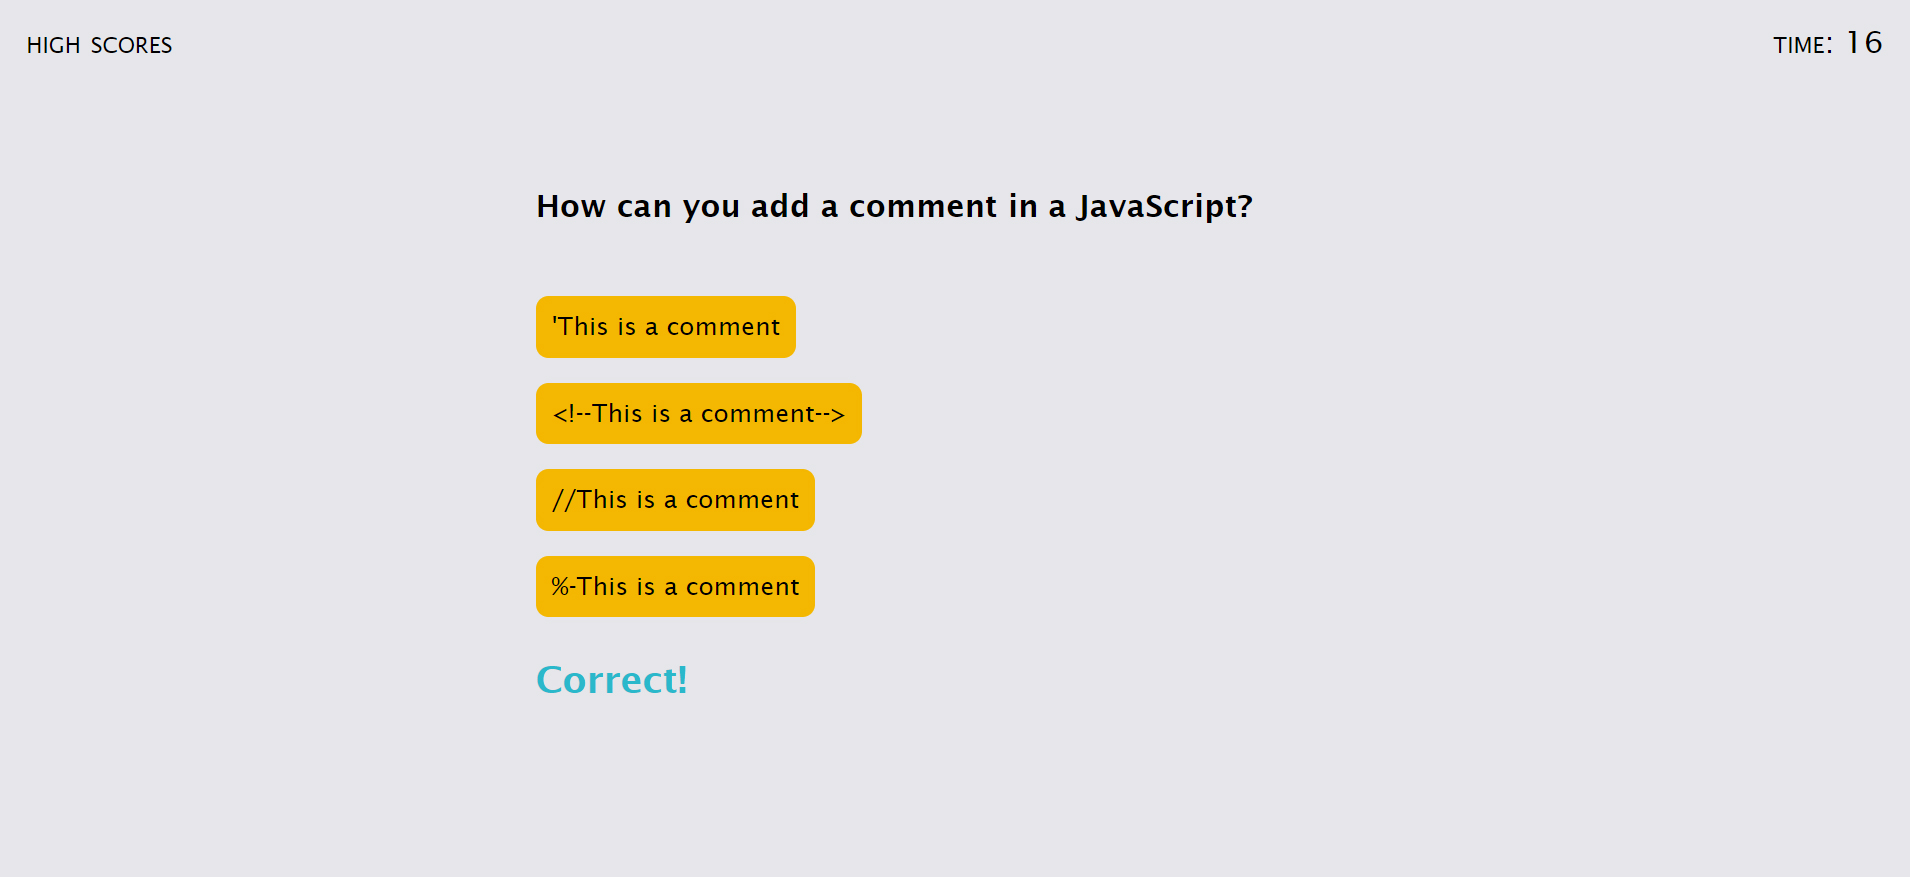 HIGH SCORES
TIME: 16
How can you add a comment in a JavaScript?
'This is a comment
<!--This is a comment-->
//This is a comment
%-This is a comment
Correct!